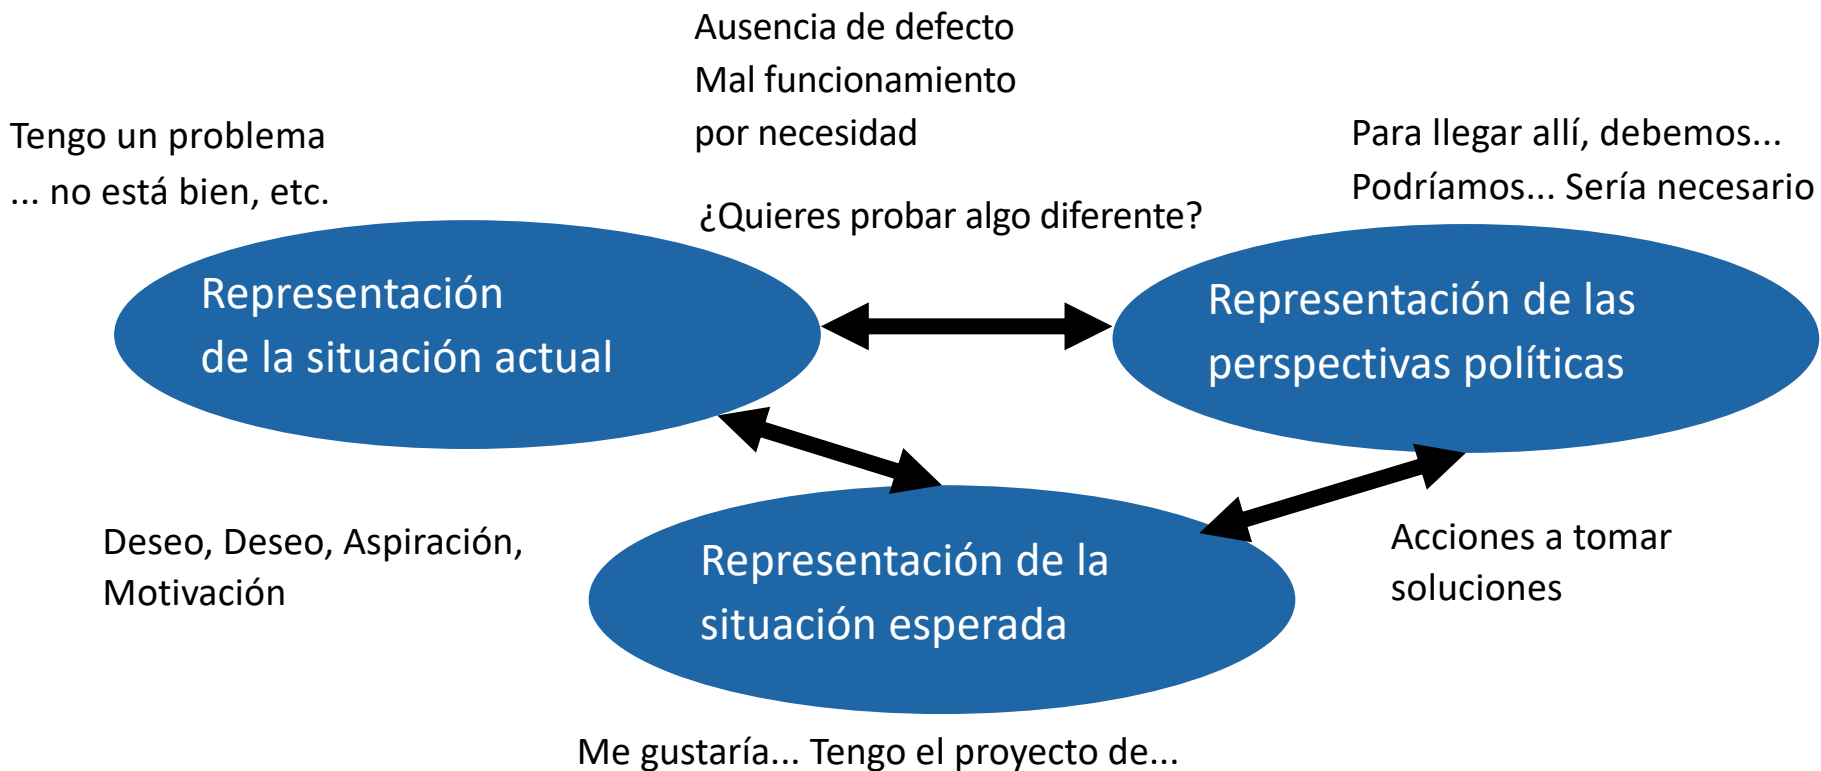 Ausencia de defecto
Mal funcionamiento
por necesidad
Tengo un problema
... no está bien, etc.
Para llegar allí, debemos...
Podríamos... Sería necesario
¿Quieres probar algo diferente?
Representación
de la situación actual
Representación de las
perspectivas políticas
Deseo, Deseo, Aspiración,
Motivación
Representación de la
situación esperada
Acciones a tomar
soluciones
Me gustaría... Tengo el proyecto de...